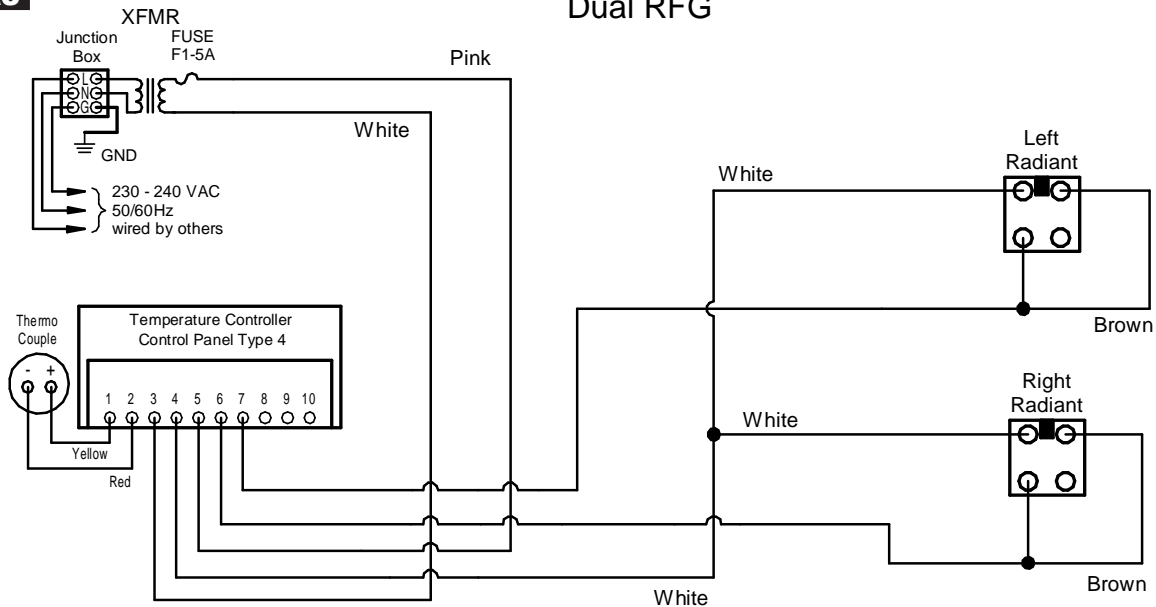 Dual RFG
XFMR
Junction
Box
FUSE
F1-5A
Pink
L
N
G
White
GND
230 - 240 VAC
50/60Hz
wired by others
Left
Radiant
White
Brown
Thermo
Couple
- +
Temperature Controller
Control Panel Type 4
1 2 3 4 5 6 7 8 9 10
Yellow
Red
Right
Radiant
White
Brown
White